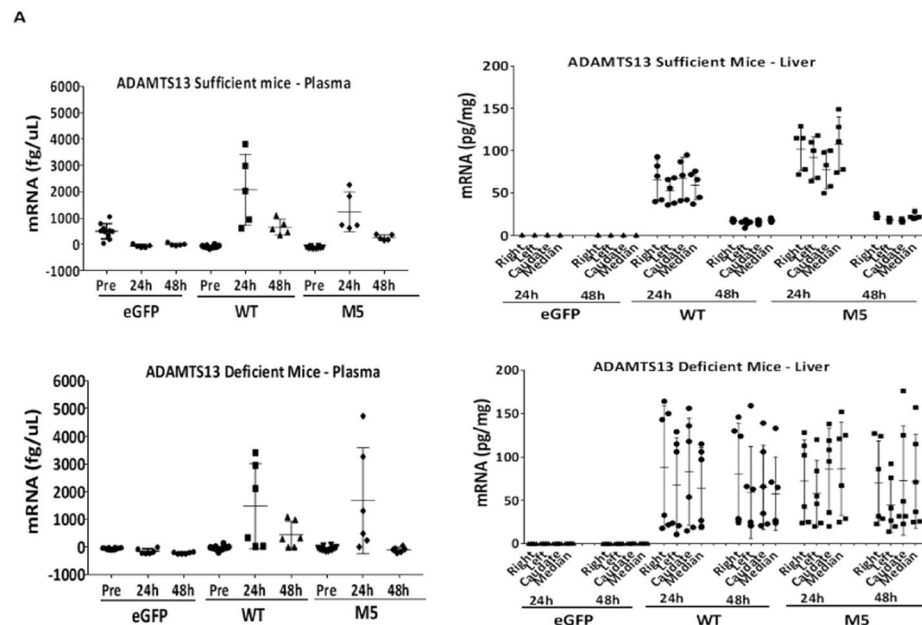 A
ADAMTS13 Sufficient mice - Plasma
mRNA (fg/uL)
6000
5000
4000
3000
2000
1000
0
-1000
Pre 24h 48h Pre 24h 48h Pre 24h 48h
eGFP WT M5
ADAMTS13 Sufficient Mice - Liver
mRNA (pg/mg)
200
150
100
50
0
Right Left Caudate Median Right Left Caudate Median Right Left Caudate Median Right Left Caudate Median Right Left Caudate Median Right Left Caudate Median
24h 48h 24h 48h 24h 48h
eGFP WT M5
ADAMTS13 Deficient Mice - Plasma
mRNA (fg/uL)
6000
5000
4000
3000
2000
1000
0
-1000
Pre 24h 48h Pre 24h 48h Pre 24h 48h
eGFP WT M5
ADAMTS13 Deficient Mice - Liver
mRNA (pg/mg)
200
150
100
50
0
Right Left Caudate Median Right Left Caudate Median Right Left Caudate Median Right Left Caudate Median Right Left Caudate Median Right Left Caudate Median
24h 48h 24h 48h 24h 48h
eGFP WT M5